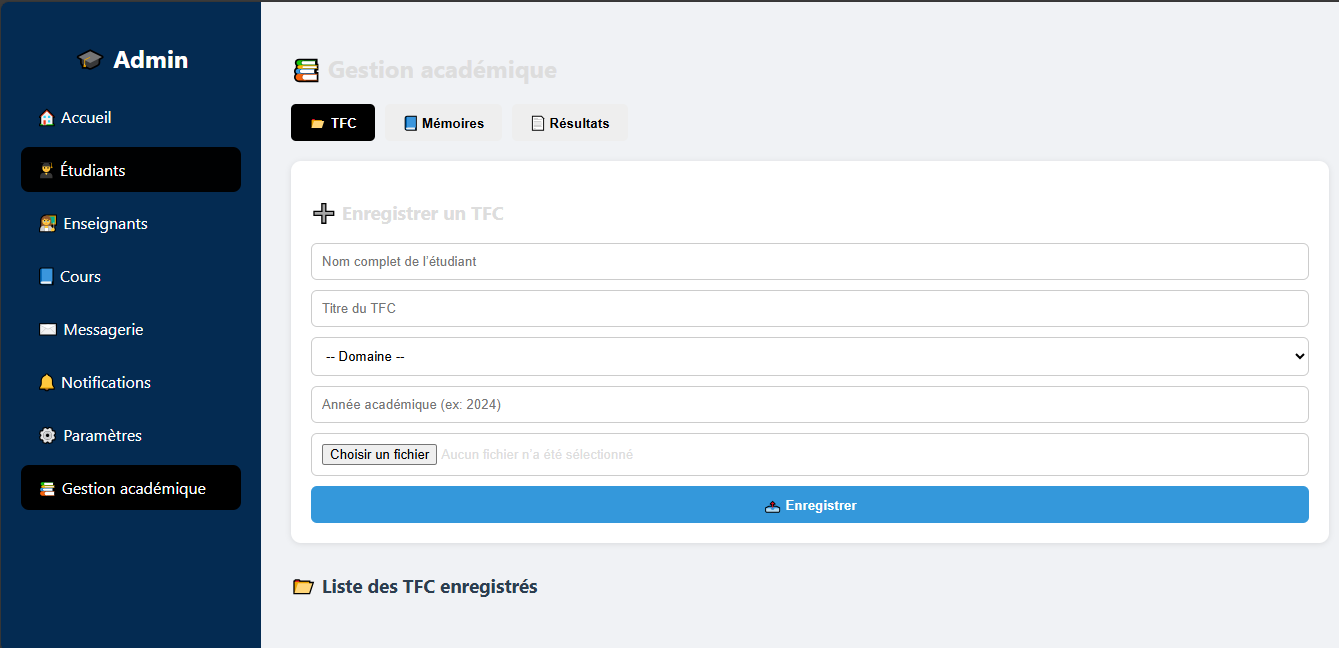 Admin
Accueil
Étudiants
Enseignants
Cours
Messagerie
Notifications
Paramètres
Gestion académique
Gestion académique
TFC
Mémoires
Résultats
Enregistrer un TFC
Nom complet de l'étudiant
Titre du TFC
-- Domaine --
Année académique (ex: 2024)
Choisir un fichier Aucun fichier n'a été sélectionné
Enregistrer
Liste des TFC enregistrés